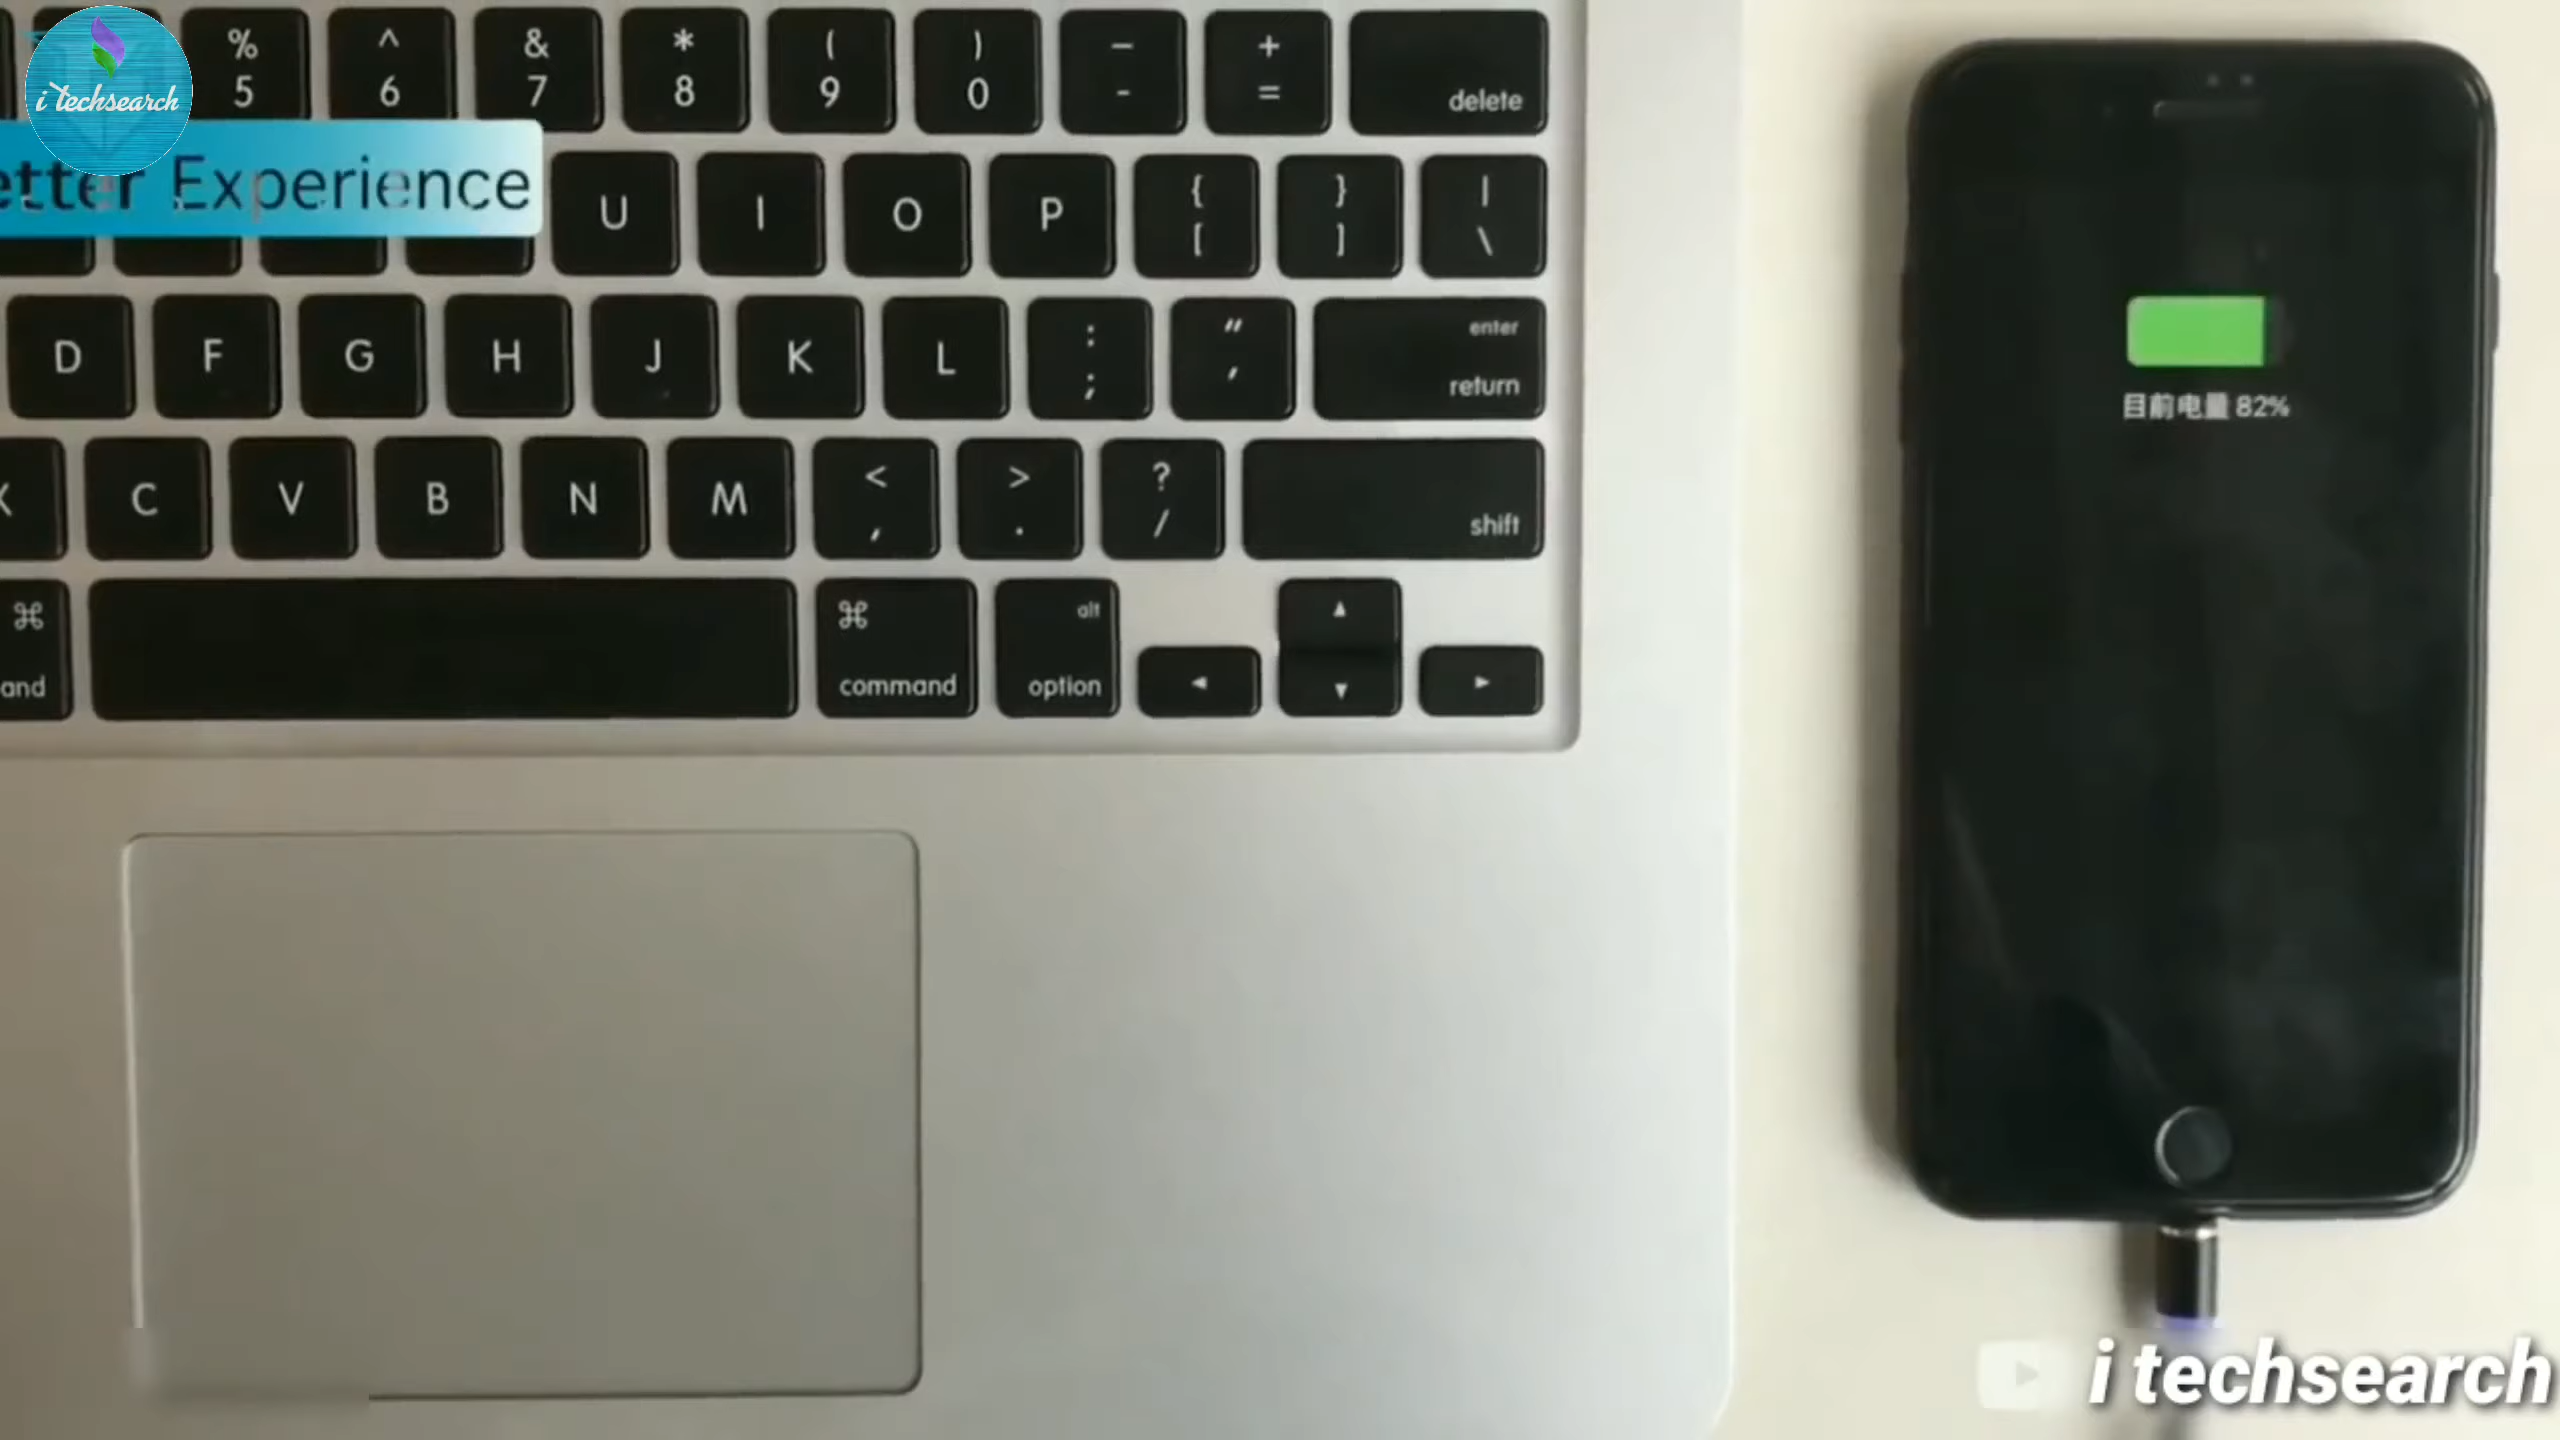 i techsearch
etter Experience
% ^ & * ( ) — +
5 6 7 8 9 0 - = delete
U I O P { } |
[ ] \
D F G H J K L : " enter
; ' return
C V B N M < > ?
, . / shift
⌘ ⌘ alt
and command option
目前电量 82%
i techsearch